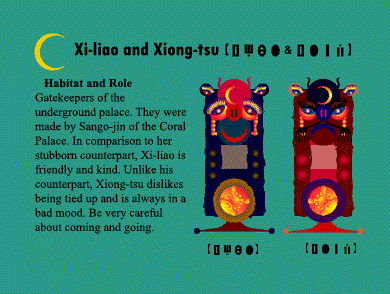 Xi-liao and Xiong-tsu
Habitat and Role
Gatekeepers of the
underground palace. They were
made by Sango-jin of the Coral
Palace. In comparison to her
stubborn counterpart, Xi-liao is
friendly and kind. Unlike his
counterpart, Xiong-tsu dislikes
being tied up and is always in a
bad mood. Be very careful
about coming and going.